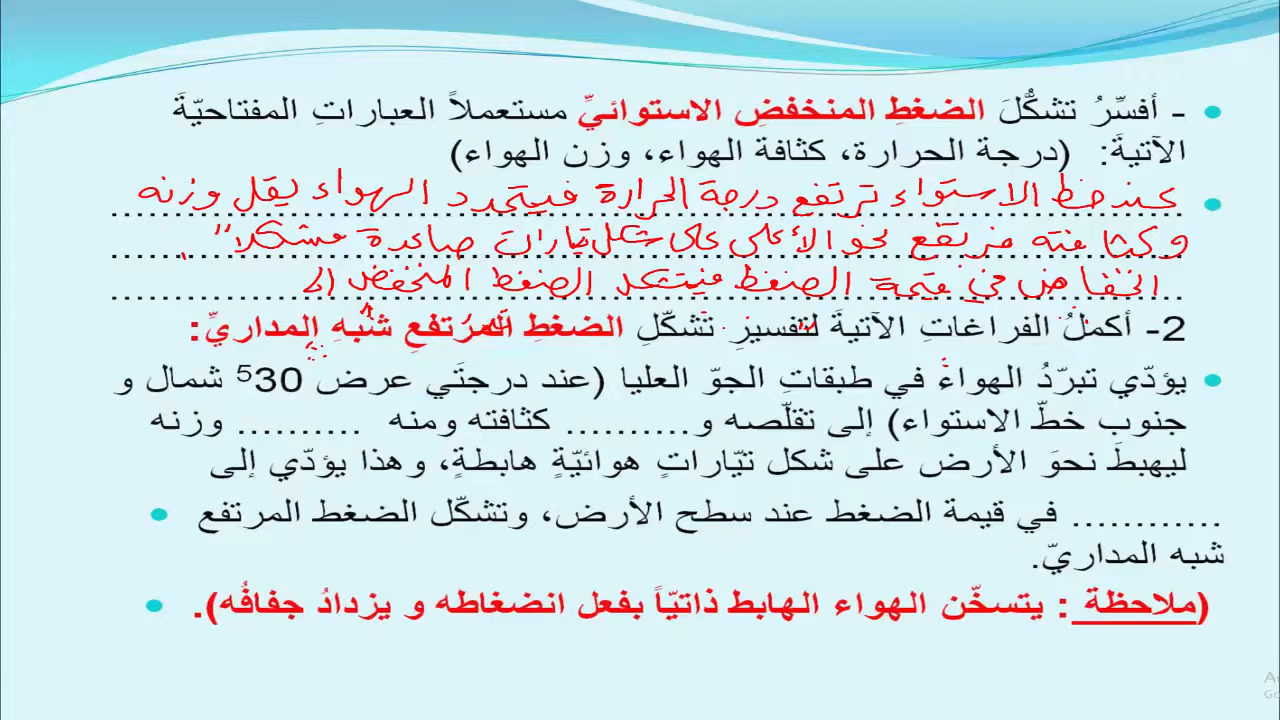 - أفسِّرُ تشكُّلَ الضغطِ المنخفضِ الاستوائيِّ مستعملاً العباراتِ المفتاحيّةَ
الآتيةَ: (درجة الحرارة، كثافة الهواء، وزن الهواء)
عند خط الاستواء ترتفع درجة الحرارة فيتمدد الهواء يقل وزنه
وكثافته فيرتفع نحو الأعلى على شكل تيارات صاعدة مشكلاً
انخفاض في قيمة الضغط فيتشكل الضغط المنخفض
2- أكملُ الفراغاتِ الآتيةَ لتفسيرِ تشكّلِ الضغطِ المرتفعِ شبهِ المداريِّ:
يؤدّي تبرّدُ الهواءَ في طبقاتِ الجوّ العليا (عند درجتَي عرض 30⁵ شمال و
جنوب خطّ الاستواء) إلى تقلّصه و.......... كثافته ومنه .......... وزنه
ليهبطَ نحوَ الأرض على شكل تيّاراتٍ هوائيّةٍ هابطةٍ، وهذا يؤدّي إلى
............ في قيمة الضغط عند سطح الأرض، وتشكّل الضغط المرتفع
شبه المداريّ.
(ملاحظة : يتسخّن الهواء الهابط ذاتيّاً بفعل انضغاطه و يزدادُ جفافُه).